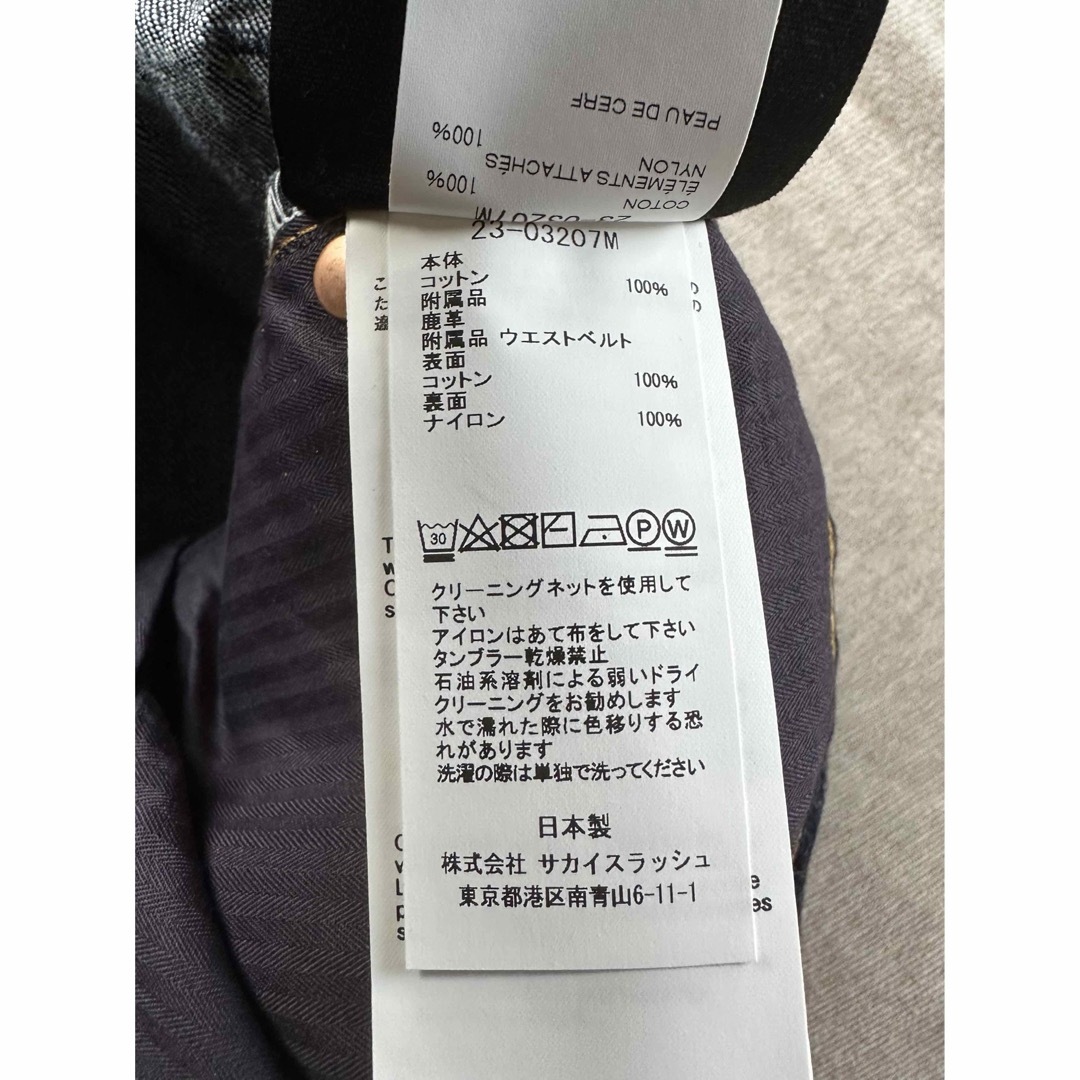 PEAU DE CERF
100%
NYLON
ÉLÉMENTS ATTACHÉS
100%
COTON
23-03207M
23-03207M
本体
コットン 100%
附属品
鹿革
附属品 ウエストベルト
表面
コットン 100%
裏面
ナイロン 100%
30
P W
クリーニングネットを使用して
下さい
アイロンはあて布をして下さい
タンブラー乾燥禁止
石油系溶剤による弱いドライ
クリーニングをお勧めします
水で濡れた際に色移りする恐
れがあります
洗濯の際は単独で洗ってください
日本製
株式会社 サカイスラッシュ
東京都港区南青山6-11-1